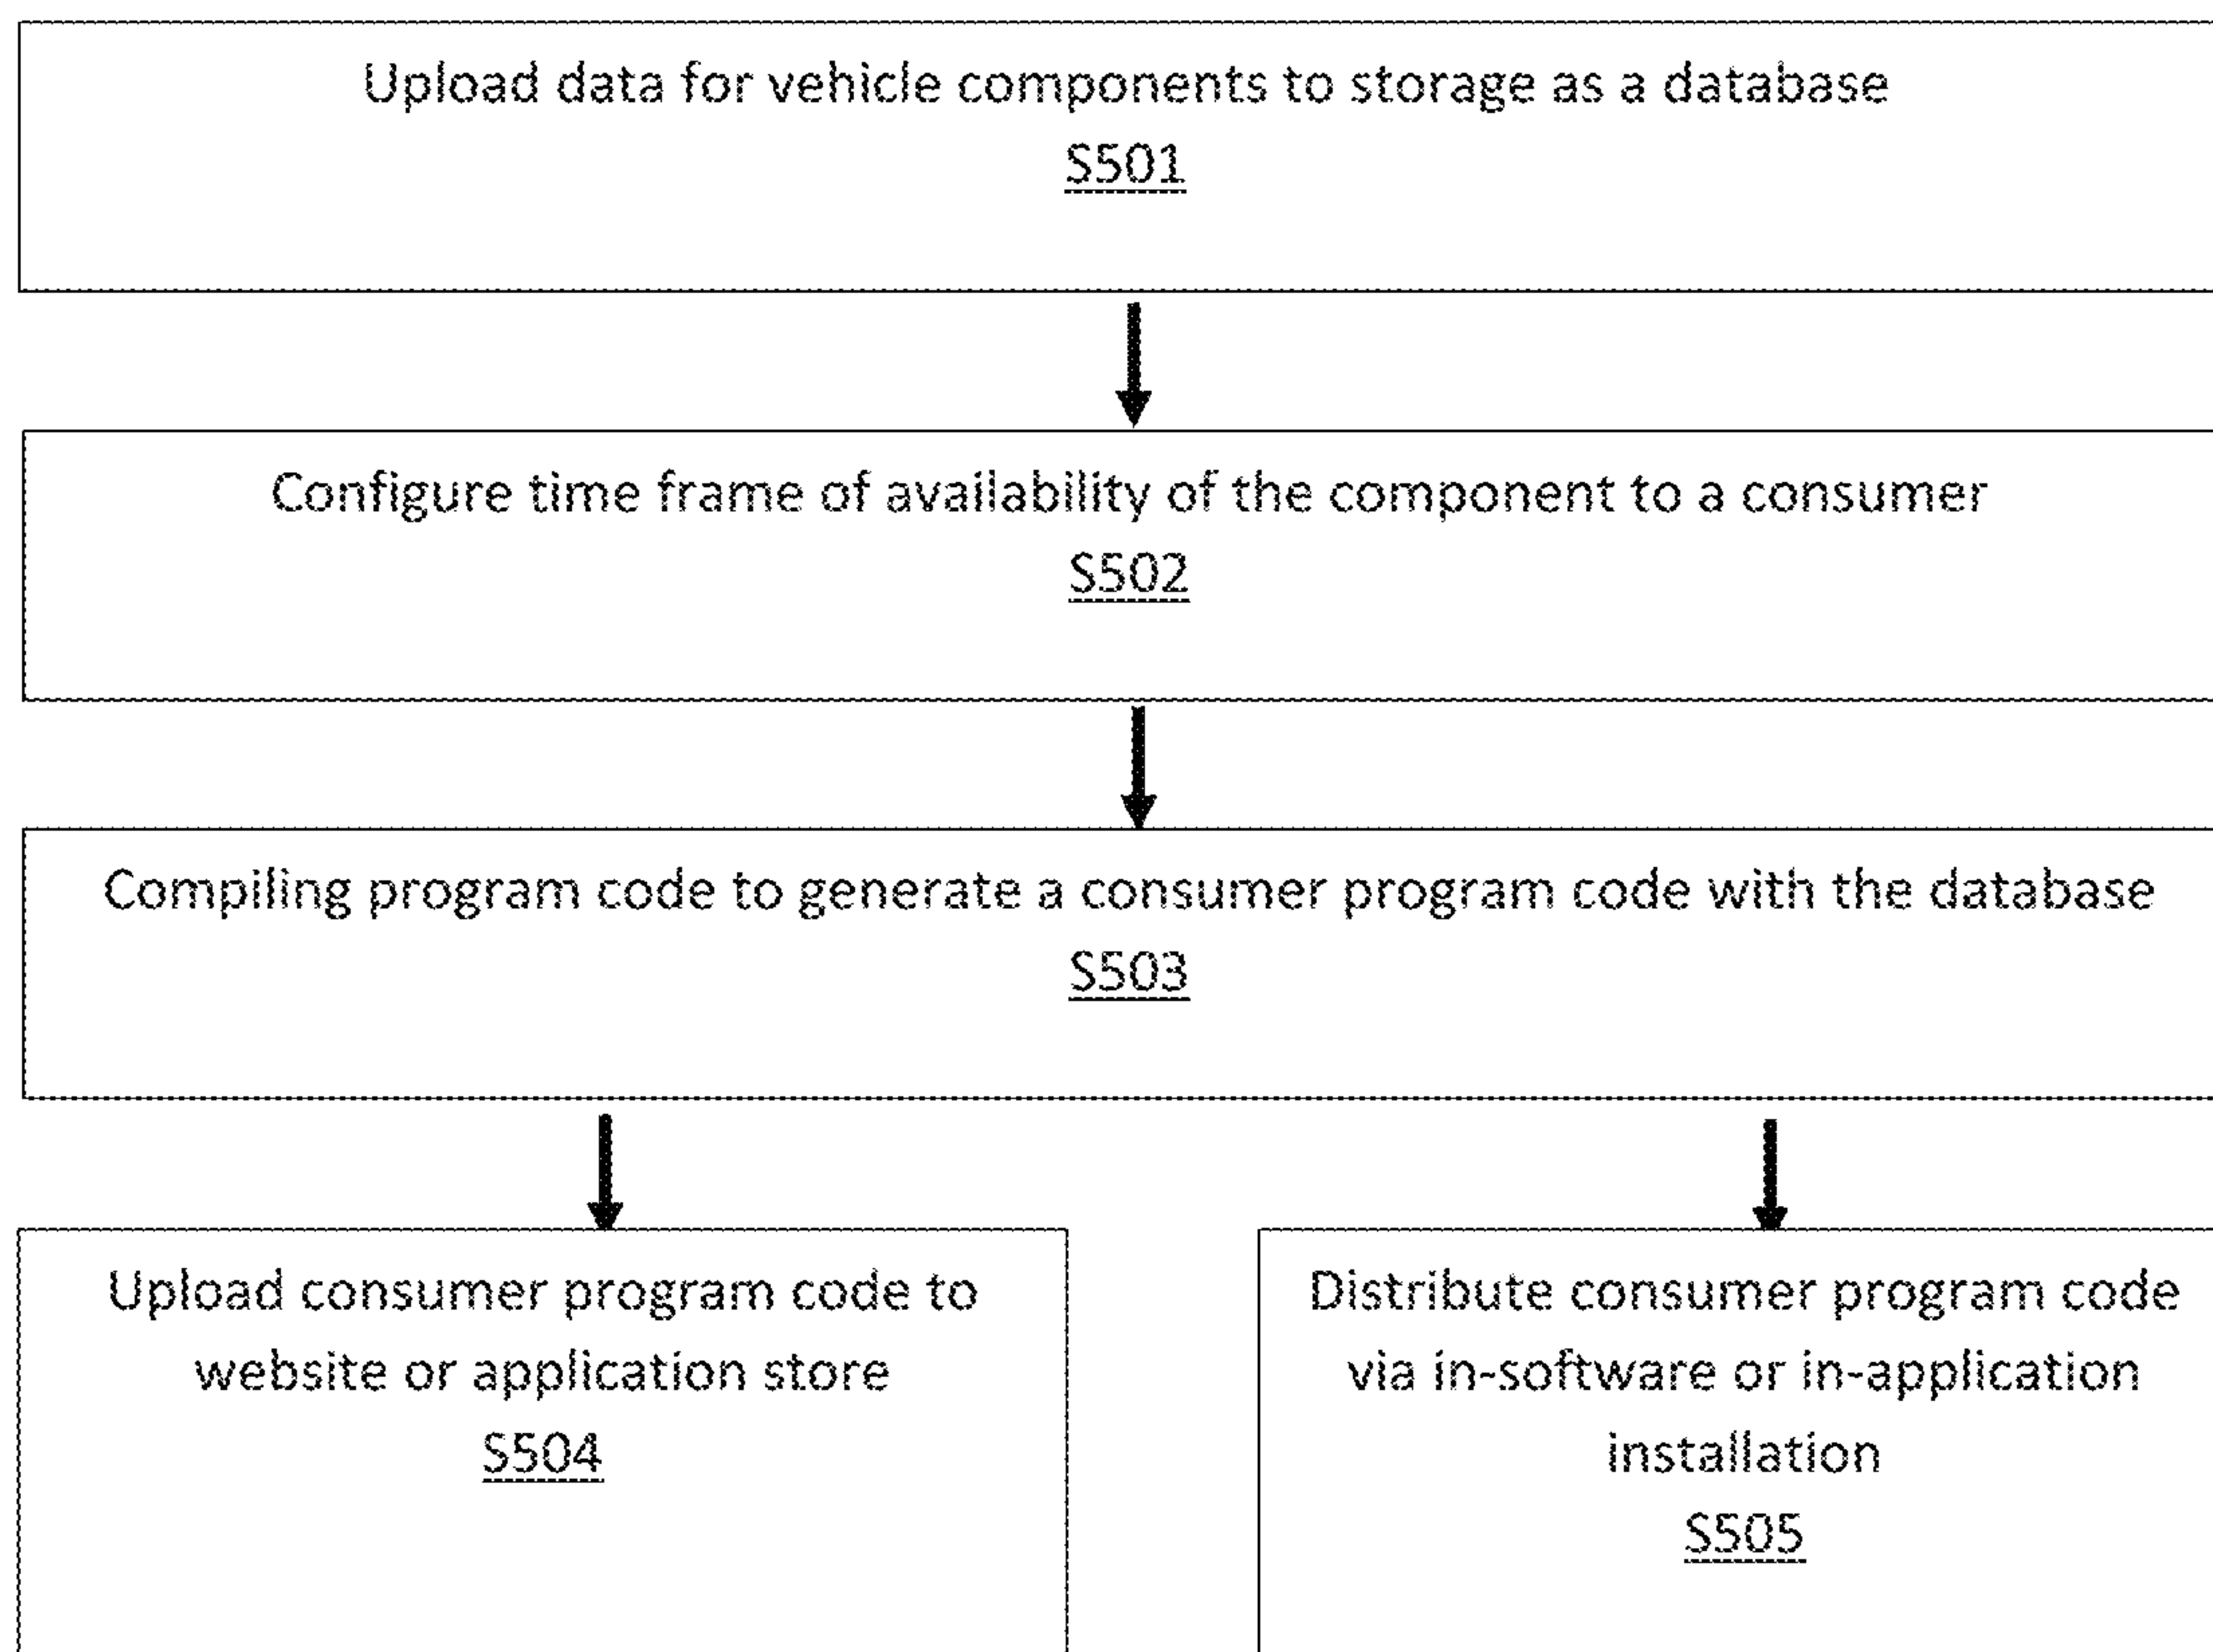 Upload data for vehicle components to storage as a database
S501
Configure time frame of availability of the component to a consumer
S502
Compiling program code to generate a consumer program code with the database
S503
Upload consumer program code to
website or application store
S504
Distribute consumer program code
via in-software or in-application
installation
S505